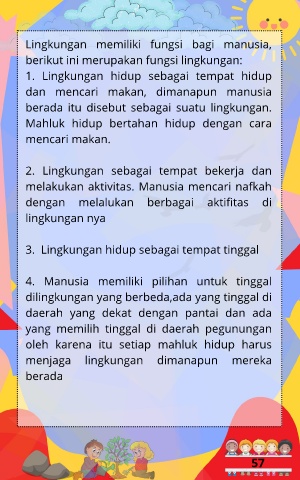 Lingkungan memiliki fungsi bagi manusia,
berikut ini merupakan fungsi lingkungan:
1. Lingkungan hidup sebagai tempat hidup
dan mencari makan, dimanapun manusia
berada itu disebut sebagai suatu lingkungan.
Mahluk hidup bertahan hidup dengan cara
mencari makan.
2. Lingkungan sebagai tempat bekerja dan
melakukan aktivitas. Manusia mencari nafkah
dengan melalukan berbagai aktifitas di
lingkungan nya
3. Lingkungan hidup sebagai tempat tinggal
4. Manusia memiliki pilihan untuk tinggal
dilingkungan yang berbeda,ada yang tinggal di
daerah yang dekat dengan pantai dan ada
yang memilih tinggal di daerah pegunungan
oleh karena itu setiap mahluk hidup harus
menjaga lingkungan dimanapun mereka
berada
57